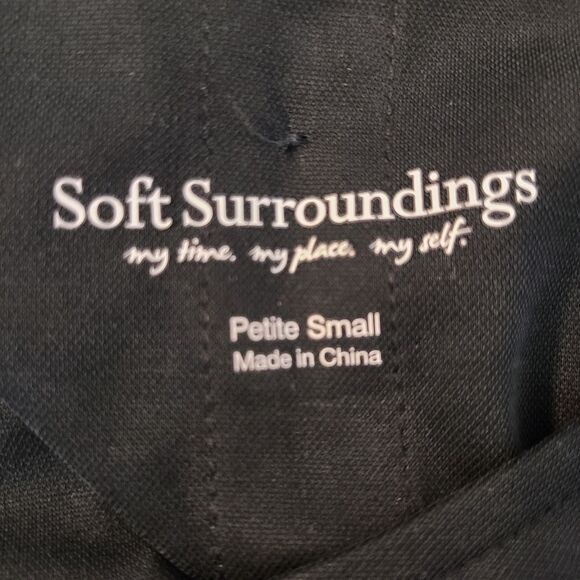 Soft Surroundings
my time. my place. my self.
Petite Small
Made in China